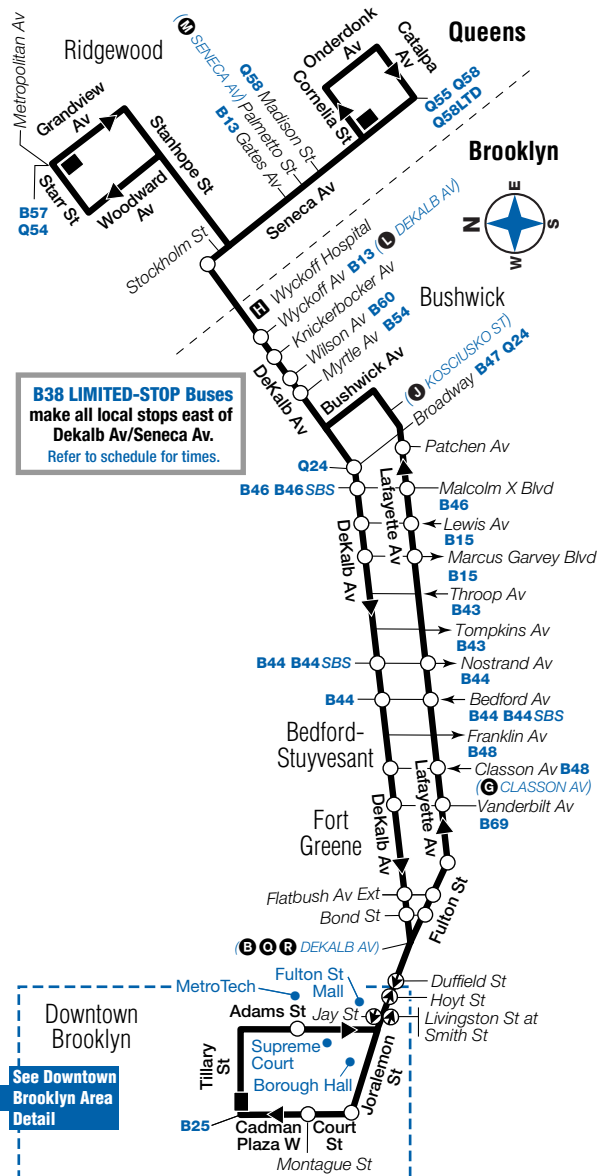 Queens
Ridgewood
Metropolitan Av
Grandview
Av
Stanhope St
Starr St
Woodward
Av
B57
Q54
(M SENECA AV)
Q58 Madison St
Palmetto St
B13 Gates Av
Onderdonk
Av
Catalpa
Av
Cornelia St
Q55 Q58
Q58LTD
Seneca Av
Stockholm St
Brooklyn
N
E
S
W
H Wyckoff Hospital
Wyckoff Av B13 (L DEKALB AV)
Knickerbocker Av
Wilson Av B60
Myrtle Av B54
Bushwick
DeKalb Av
Bushwick Av
(J KOSCIUSKO ST)
Broadway B47 Q24
B38 LIMITED-STOP Buses
make all local stops east of
Dekalb Av/Seneca Av.
Refer to schedule for times.
Patchen Av
Q24
B46 B46SBS
Malcolm X Blvd
B46
Lewis Av
B15
Marcus Garvey Blvd
B15
DeKalb Av
Lafayette Av
Throop Av
B43
Tompkins Av
B43
B44 B44SBS
Nostrand Av
B44
B44
Bedford Av
B44 B44SBS
Franklin Av
B48
Bedford-
Stuyvesant
Classon Av B48
(G CLASSON AV)
Vanderbilt Av
B69
Lafayette Av
DeKalb Av
Fort
Greene
Flatbush Av Ext
Bond St
Fulton St
(B Q R DEKALB AV)
Duffield St
Hoyt St
Livingston St at
Smith St
MetroTech
Fulton St
Mall
Downtown
Brooklyn
Adams St
Jay St
Tillary
St
Supreme
Court
Borough Hall
Joralemon
St
See Downtown
Brooklyn Area
Detail
B25
Cadman
Plaza W
Court
St
Montague St